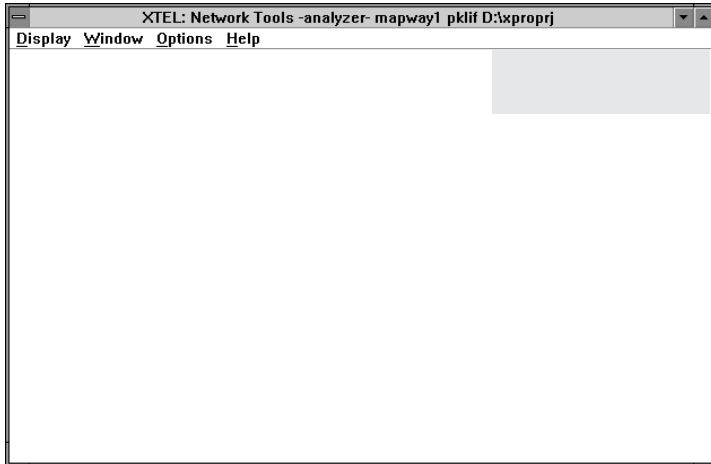 XTEL: Network Tools -analyzer- mapway1 pklif D:\xproprj
Display Window Options Help